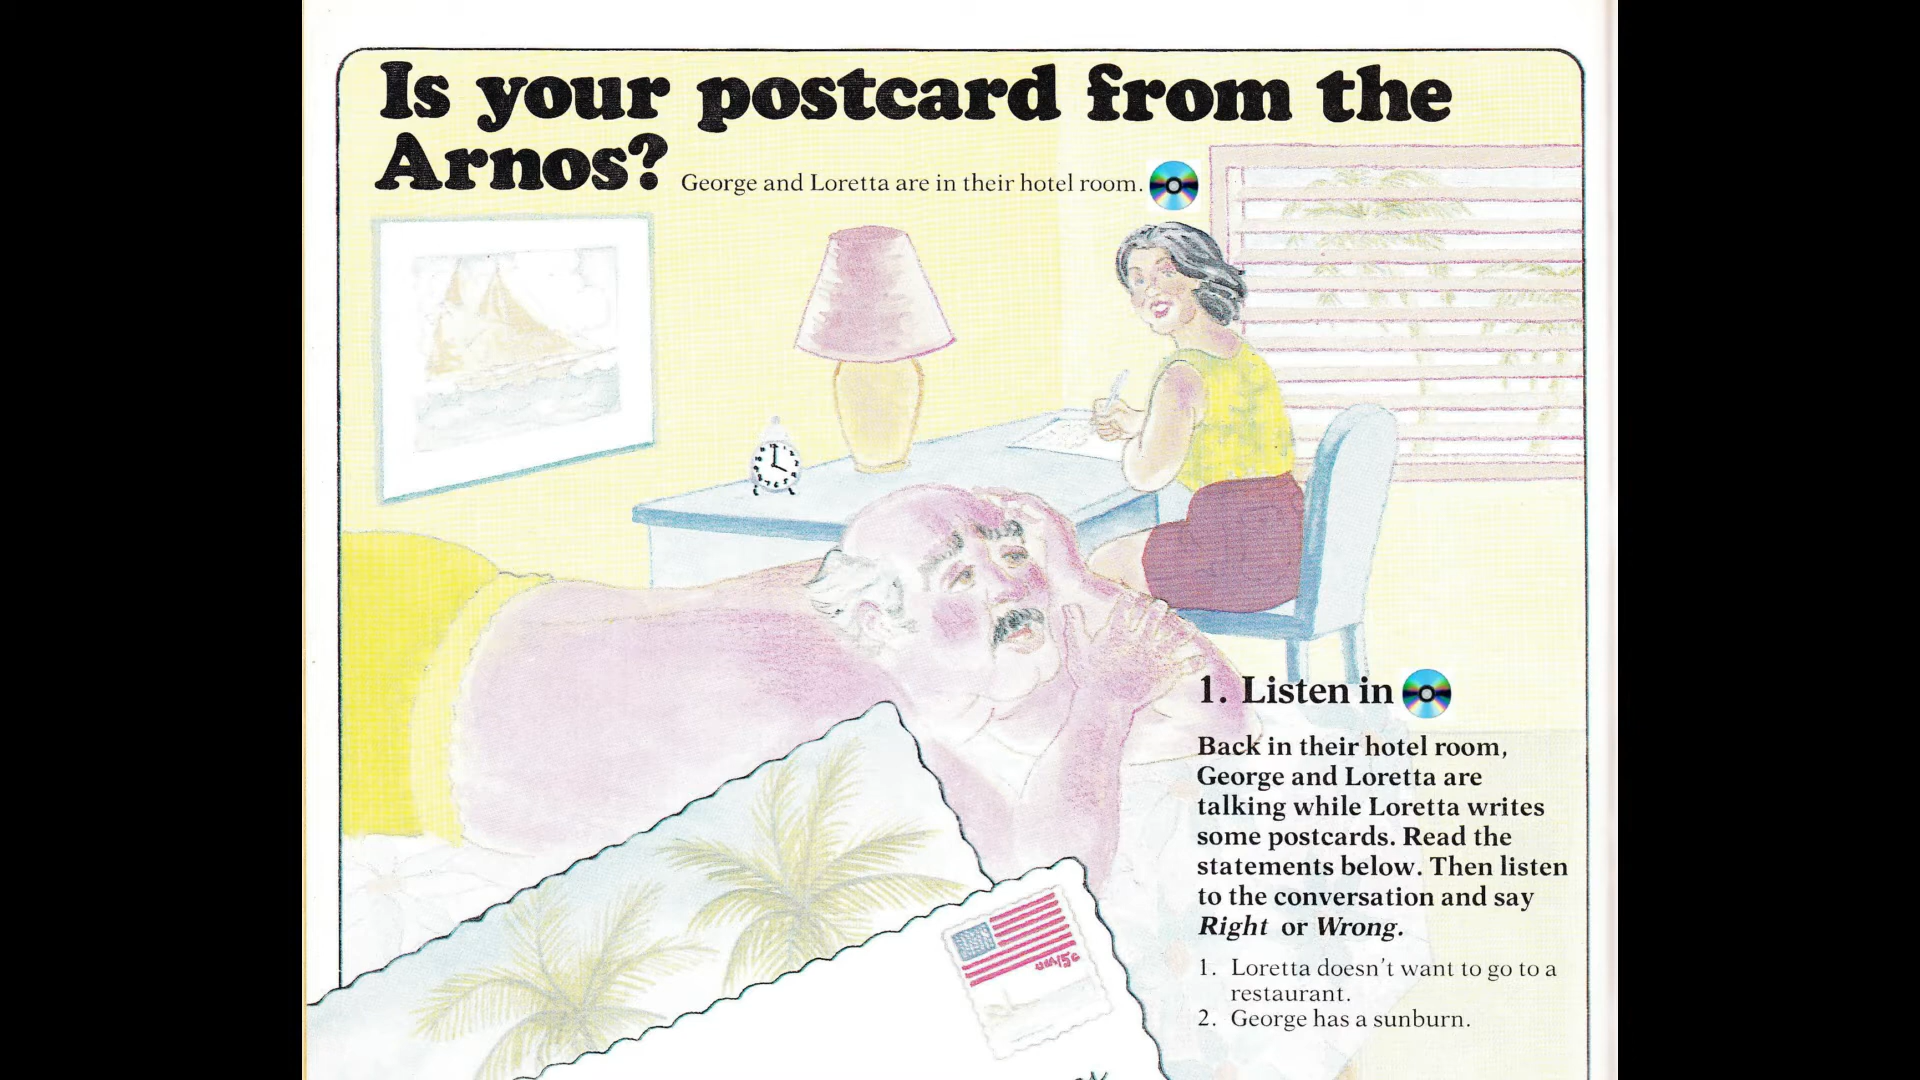 Is your postcard from the
Arnos?
George and Loretta are in their hotel room.
1. Listen in
Back in their hotel room,
George and Loretta are
talking while Loretta writes
some postcards. Read the
statements below. Then listen
to the conversation and say
Right or Wrong.
1. Loretta doesn't want to go to a
restaurant.
2. George has a sunburn.